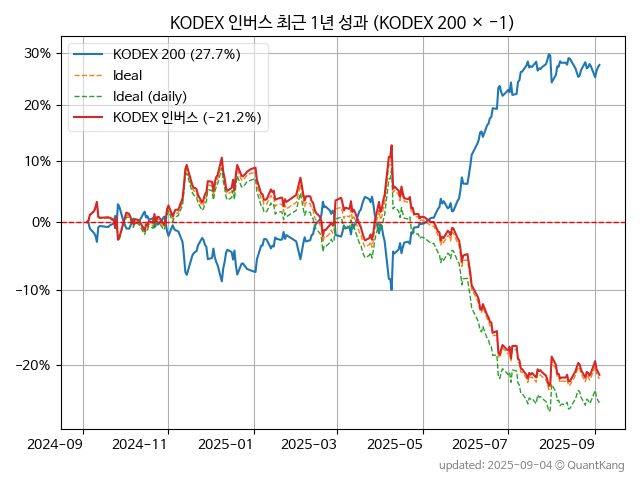 KODEX 인버스 최근 1년 성과 (KODEX 200 × −1)
KODEX 200 (27.7%)
Ideal
Ideal (daily)
KODEX 인버스 (−21.2%)
30%
20%
10%
0%
−10%
−20%
2024-09 2024-11 2025-01 2025-03 2025-05 2025-07 2025-09
updated: 2025-09-04 © QuantKang